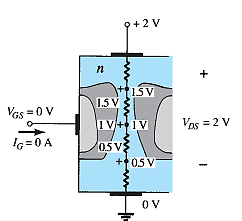 + 2 V
n
+
+
1.5 V
1.5 V
V_GS = 0 V
1 V
+
1 V
V_DS = 2 V
I_G = 0 A
0.5 V
+
0.5 V
–
0 V